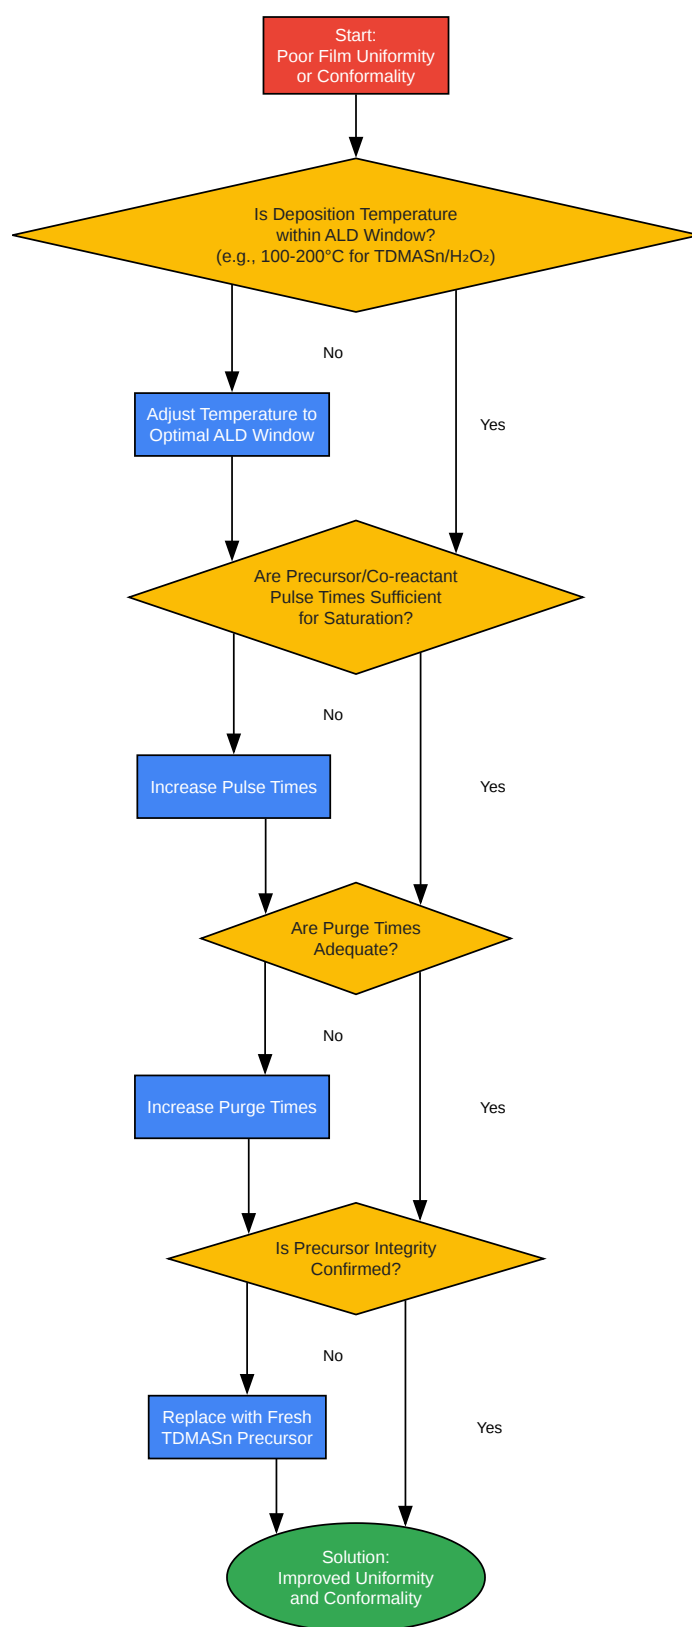 Start:
Poor Film Uniformity
or Conformality
Is Deposition Temperature
within ALD Window?
(e.g., 100-200°C for TDMASn/H₂O₂)
No
Adjust Temperature to
Optimal ALD Window
Yes
Are Precursor/Co-reactant
Pulse Times Sufficient
for Saturation?
No
Increase Pulse Times
Yes
Are Purge Times
Adequate?
No
Increase Purge Times
Yes
Is Precursor Integrity
Confirmed?
No
Replace with Fresh
TDMASn Precursor
Yes
Solution:
Improved Uniformity
and Conformality